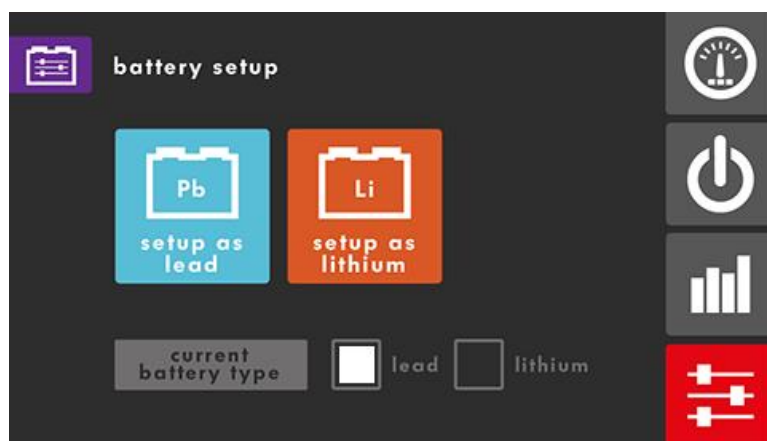 battery setup
Pb
Li
setup as
lead
setup as
lithium
current
battery type
lead
lithium